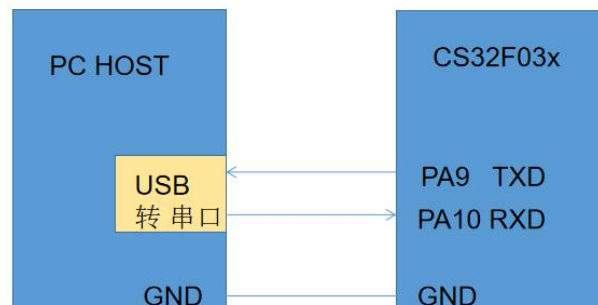 PC HOST
USB
转 串口
GND
CS32F03x
PA9 TXD
PA10 RXD
GND